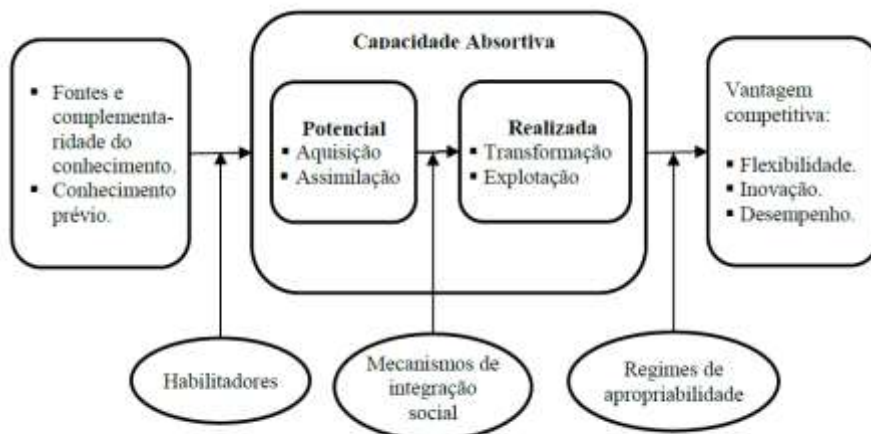 Capacidade Absortiva
▪ Fontes e
complementa-
ridade do
conhecimento.
▪ Conhecimento
prévio.
Potencial
▪ Aquisição
▪ Assimilação
Realizada
▪ Transformação
▪ Explotação
Vantagem
competitiva:
▪ Flexibilidade.
▪ Inovação.
▪ Desempenho.
Habilitadores
Mecanismos de
integração
social
Regimes de
apropriabilidade